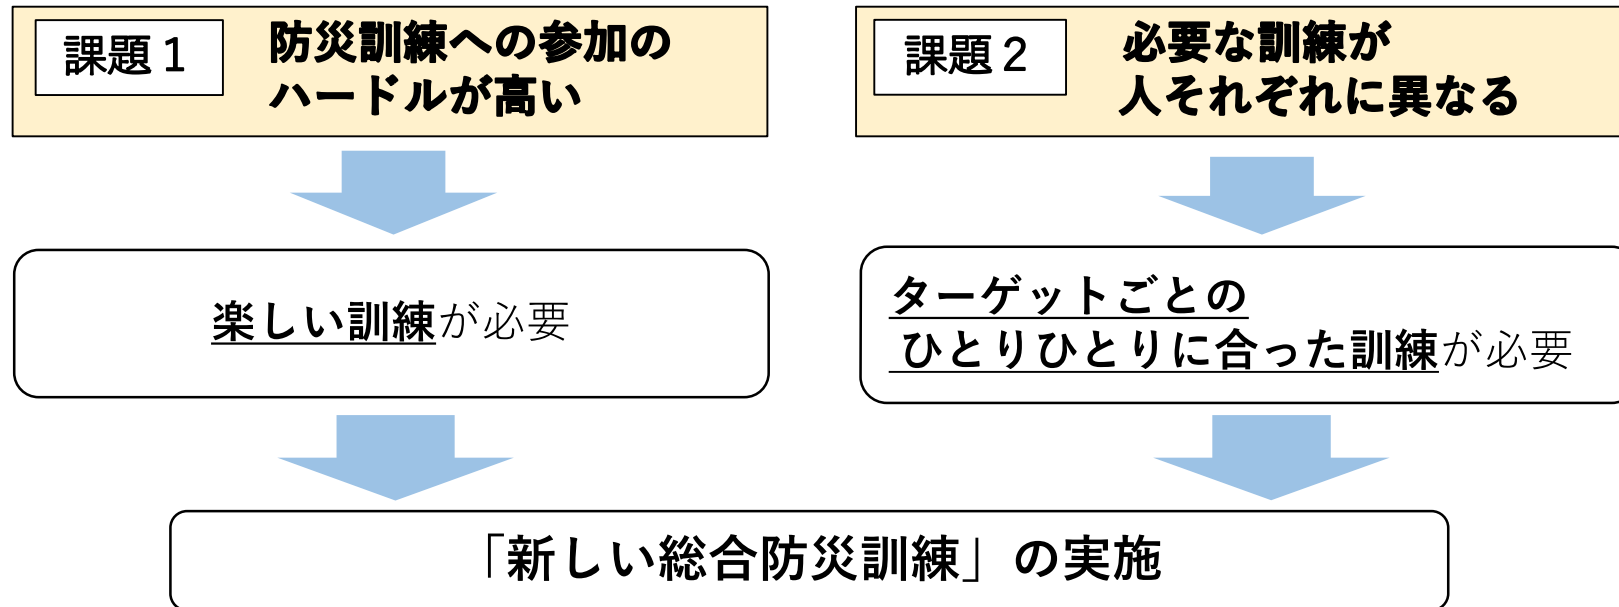 課題１
防災訓練への参加の
ハードルが高い
課題２
必要な訓練が
人それぞれに異なる
楽しい訓練が必要
ターゲットごとの
ひとりひとりに合った訓練が必要
「新しい総合防災訓練」の実施